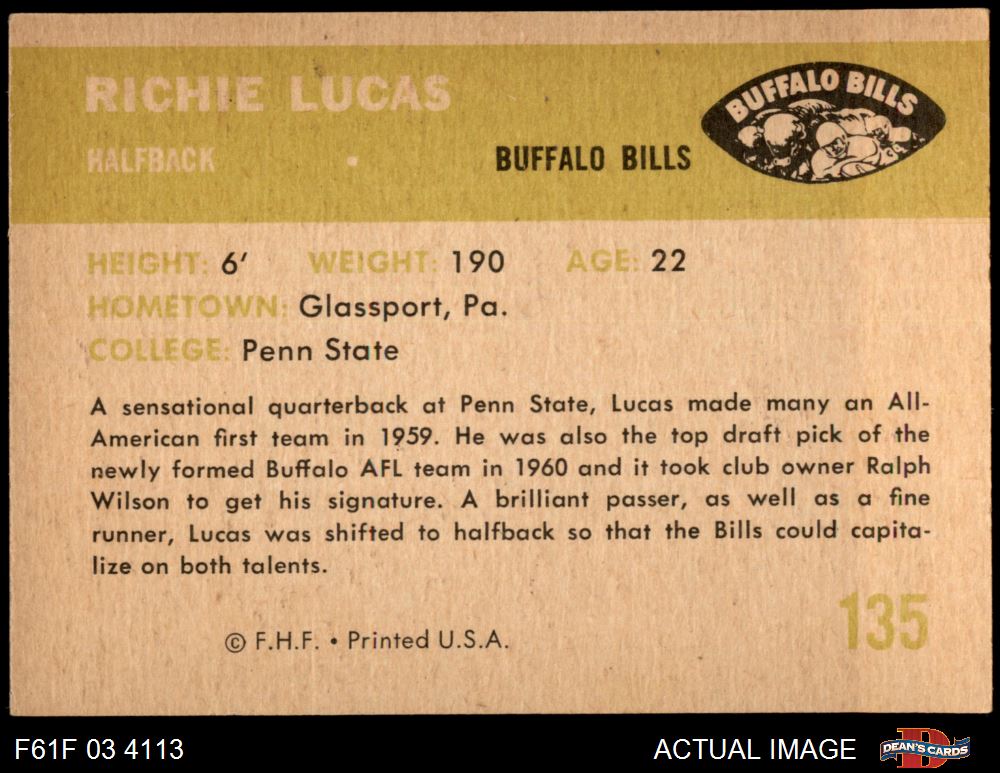 RICHIE LUCAS
HALFBACK
BUFFALO BILLS
BUFFALO BILLS
HEIGHT: 6′ WEIGHT: 190 AGE: 22
HOMETOWN: Glassport, Pa.
COLLEGE: Penn State
A sensational quarterback at Penn State, Lucas made many an All-
American first team in 1959. He was also the top draft pick of the
newly formed Buffalo AFL team in 1960 and it took club owner Ralph
Wilson to get his signature. A brilliant passer, as well as a fine
runner, Lucas was shifted to halfback so that the Bills could capita-
lize on both talents.
135
© F.H.F. • Printed U.S.A.
F61F 03 4113
ACTUAL IMAGE
D
DEAN'S CARDS